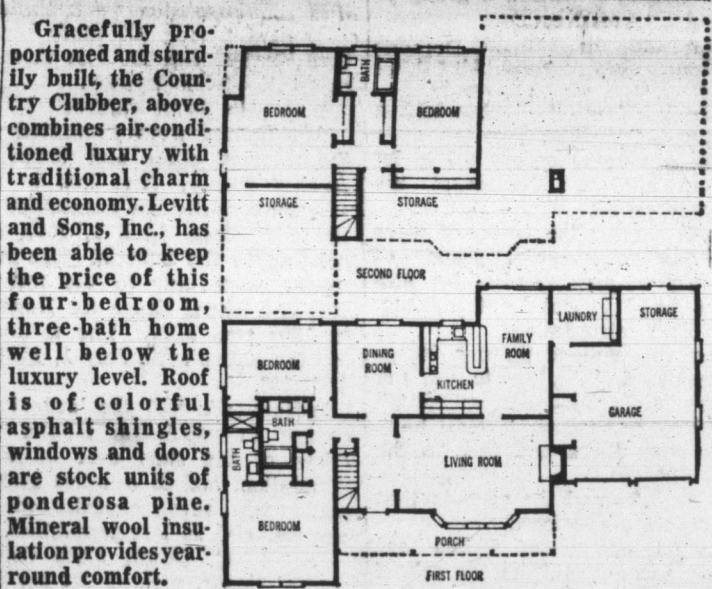 Gracefully pro-
portioned and sturd-
ily built, the Coun-
try Clubber, above,
combines air-condi-
tioned luxury with
traditional charm
and economy. Levitt
and Sons, Inc., has
been able to keep
the price of this
four-bedroom,
three-bath home
well below the
luxury level. Roof
is of colorful
asphalt shingles,
windows and doors
are stock units of
ponderosa pine.
Mineral wool insu-
lation provides year-
round comfort.
BEDROOM
BATH
BEDROOM
STORAGE
STORAGE
SECOND FLOOR
BEDROOM
DINING
ROOM
KITCHEN
FAMILY
ROOM
LAUNDRY
STORAGE
GARAGE
BATH
BATH
LIVING ROOM
BEDROOM
PORCH
FIRST FLOOR